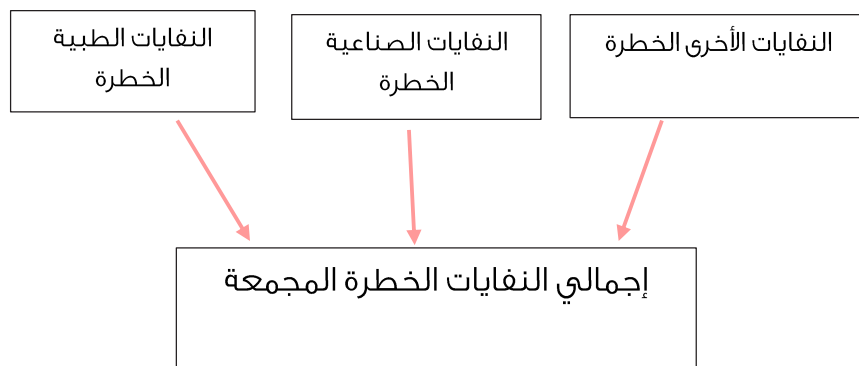 النفايات الأخرى الخطرة
النفايات الصناعية
الخطرة
النفايات الطبية
الخطرة
إجمالي النفايات الخطرة المجمعة